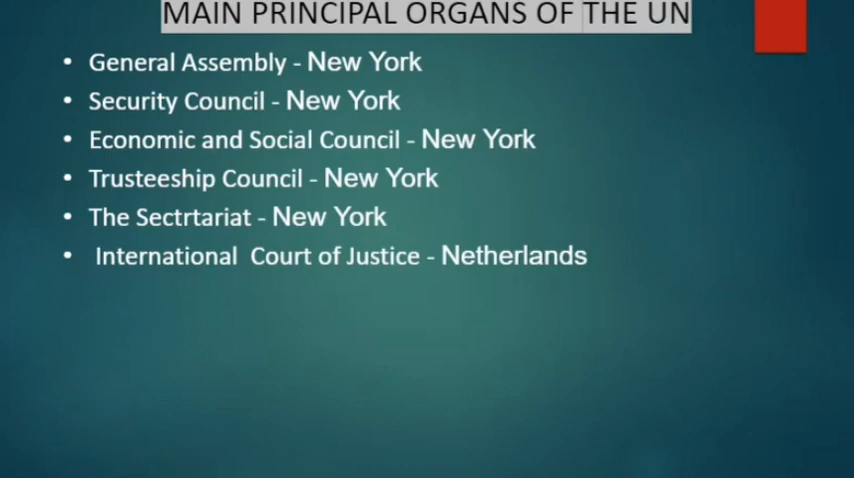 MAIN PRINCIPAL ORGANS OF THE UN
• General Assembly - New York
• Security Council - New York
• Economic and Social Council - New York
• Trusteeship Council - New York
• The Sectrtariat - New York
• International Court of Justice - Netherlands